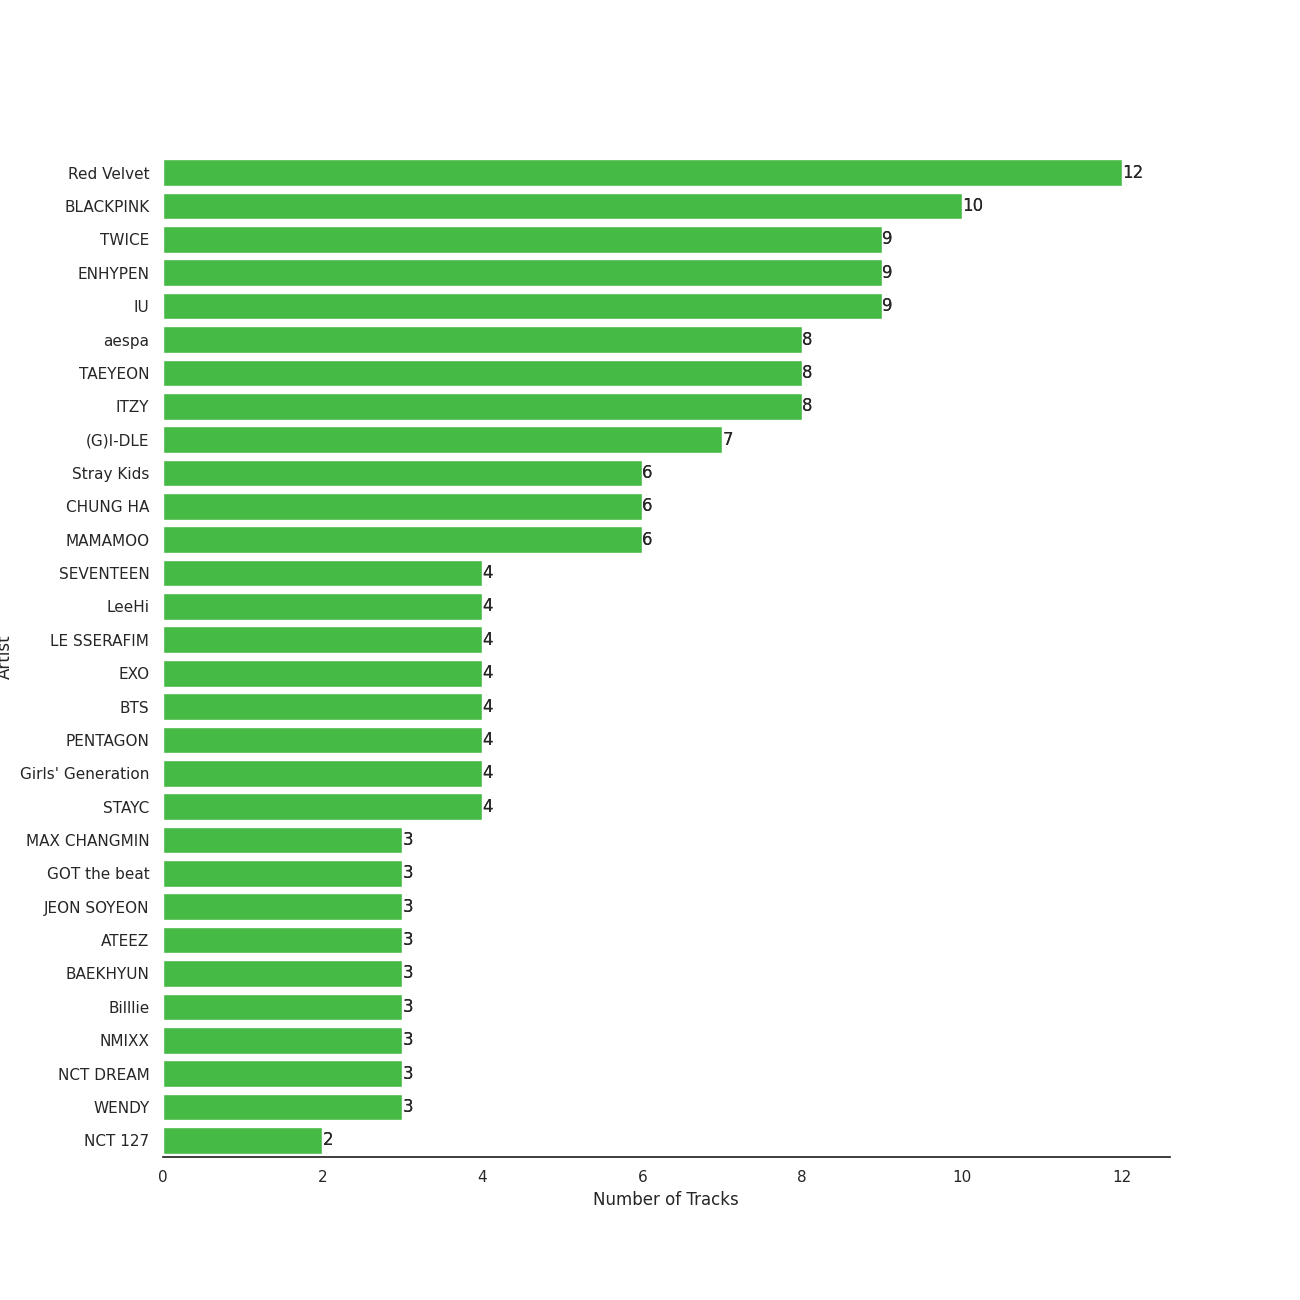 Red Velvet 12
BLACKPINK 10
TWICE 9
ENHYPEN 9
IU 9
aespa 8
TAEYEON 8
ITZY 8
(G)I-DLE 7
Stray Kids 6
CHUNG HA 6
MAMAMOO 6
SEVENTEEN 4
LeeHi 4
LE SSERAFIM 4
EXO 4
BTS 4
PENTAGON 4
Girls' Generation 4
STAYC 4
MAX CHANGMIN 3
GOT the beat 3
JEON SOYEON 3
ATEEZ 3
BAEKHYUN 3
Billlie 3
NMIXX 3
NCT DREAM 3
WENDY 3
NCT 127 2
Artist
0 2 4 6 8 10 12
Number of Tracks